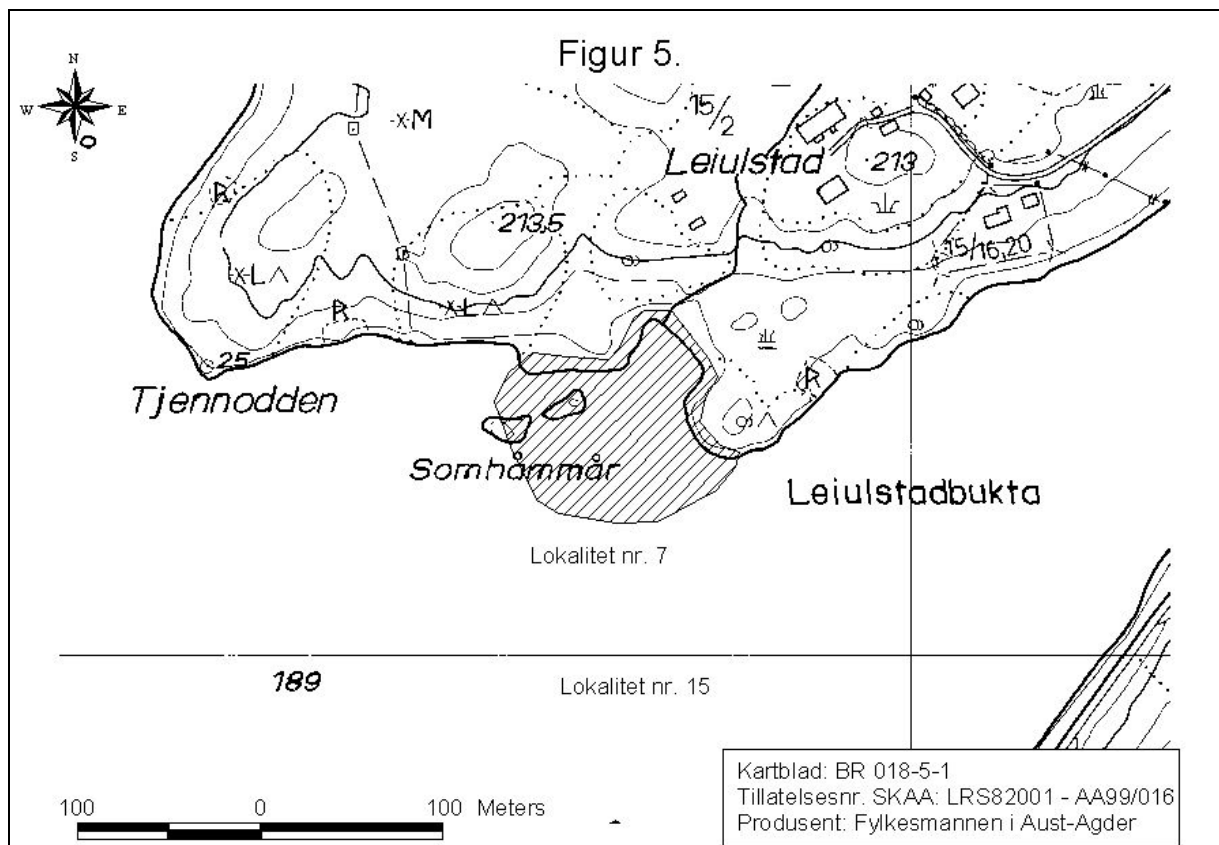 Figur 5.
N
W E
S
-x-M
15/2
Leiulstad
213
R
213,5
15/16,20
-x-L
R
x-L
25
R
Tjennodden
Somhåmmår
Leiulstadbukta
Lokalitet nr. 7
189
Lokalitet nr. 15
Kartblad: BR 018-5-1
Tillatelsesnr. SKAA: LRS82001 - AA99/016
Produsent: Fylkesmannen i Aust-Agder
100 0 100 Meters